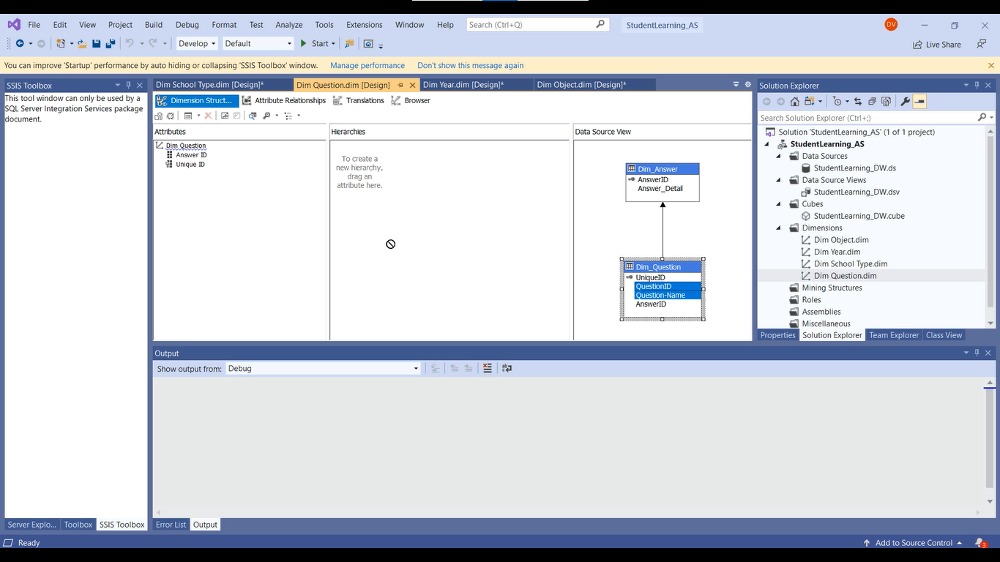 File Edit View Project Build Debug Format Test Analyze Tools Extensions Window Help Search (Ctrl+Q) StudentLearning_AS DV
Develop Default Start Live Share
You can improve 'Startup' performance by auto hiding or collapsing 'SSIS Toolbox' window. Manage performance Don't show this message again
SSIS Toolbox
This tool window can only be used by a
SQL Server Integration Services package
document.
Server Explo... Toolbox SSIS Toolbox
Dim School Type.dim [Design]* Dim Question.dim [Design] Dim Year.dim [Design]* Dim Object.dim [Design]*
Dimension Struct... Attribute Relationships Translations Browser
Attributes
Dim Question
Answer ID
Unique ID
Hierarchies
To create a
new hierarchy,
drag an
attribute here.
Data Source View
Dim_Answer
AnswerID
Answer_Detail
Dim_Question
UniqueID
QuestionID
Question-Name
AnswerID
Solution Explorer
Search Solution Explorer (Ctrl+;)
Solution 'StudentLearning_AS' (1 of 1 project)
StudentLearning_AS
Data Sources
StudentLearning_DW.ds
Data Source Views
StudentLearning_DW.dsv
Cubes
StudentLearning_DW.cube
Dimensions
Dim Object.dim
Dim Year.dim
Dim School Type.dim
Dim Question.dim
Mining Structures
Roles
Assemblies
Miscellaneous
Properties Solution Explorer Team Explorer Class View
Output
Show output from: Debug
Error List Output
Ready Add to Source Control 3